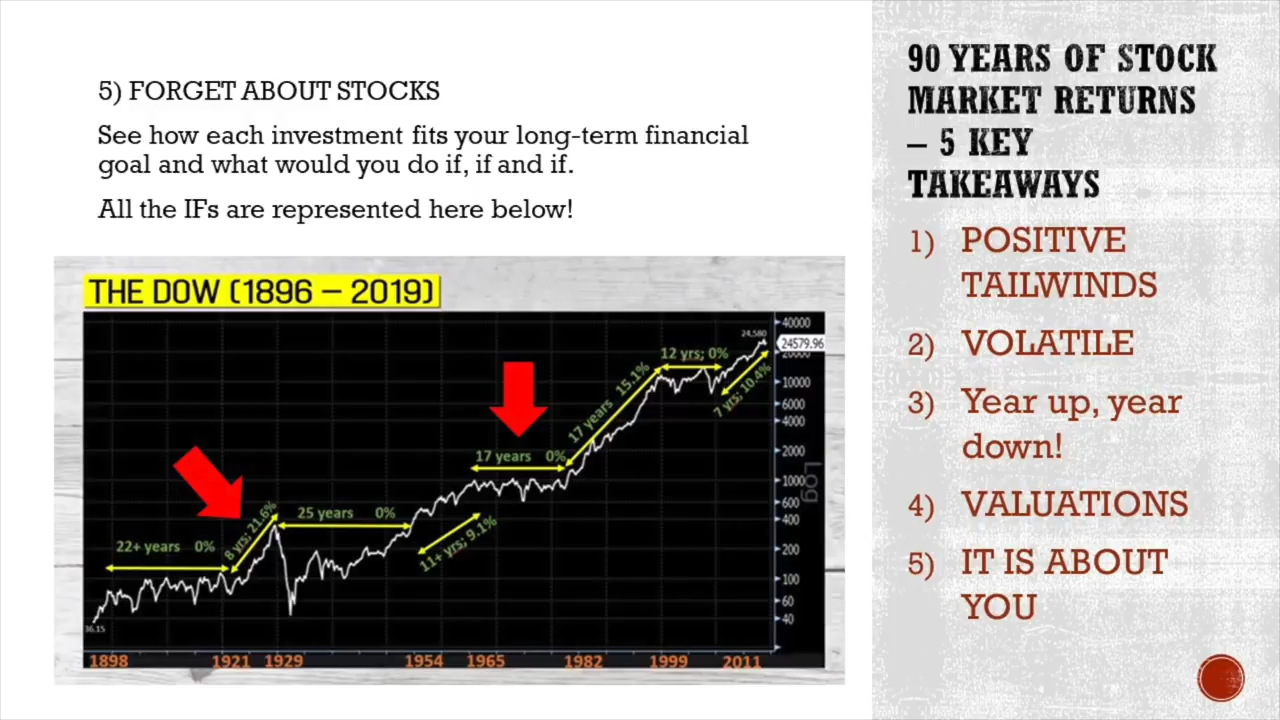 5) FORGET ABOUT STOCKS
See how each investment fits your long-term financial
goal and what would you do if, if and if.
All the IFs are represented here below!
THE DOW (1896 – 2019)
40000
24,580
24579.96
20000
10000
6000
4000
2000
1000
600
400
200
100
60
40
Log
22+ years 0%
8 yrs; 21.6%
25 years 0%
11+ yrs; 9.1%
17 years 0%
17 years 15.1%
12 yrs; 0%
7 yrs; 10.4%
36.15
1898 1921 1929 1954 1965 1982 1999 2011
90 YEARS OF STOCK
MARKET RETURNS
– 5 KEY
TAKEAWAYS
1) POSITIVE
TAILWINDS
2) VOLATILE
3) Year up, year
down!
4) VALUATIONS
5) IT IS ABOUT
YOU